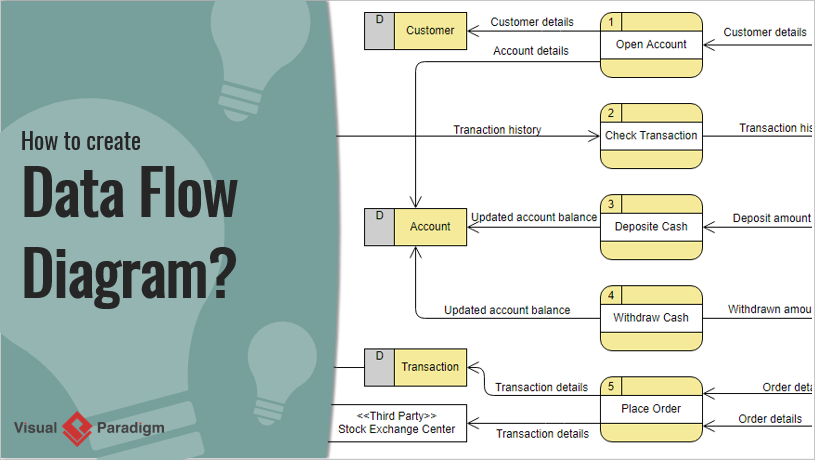 How to create
Data Flow
Diagram?
Visual Paradigm
D
Customer
Customer details
1
Open Account
Customer details
Account details
Tranaction history
2
Check Transaction
Transaction his
D
Account
Updated account balance
3
Deposite Cash
Deposit amount
Updated account balance
4
Withdraw Cash
Withdrawn amou
D
Transaction
Transaction details
5
Place Order
Order deta
<<Third Party>>
Stock Exchange Center
Transaction details
Order details